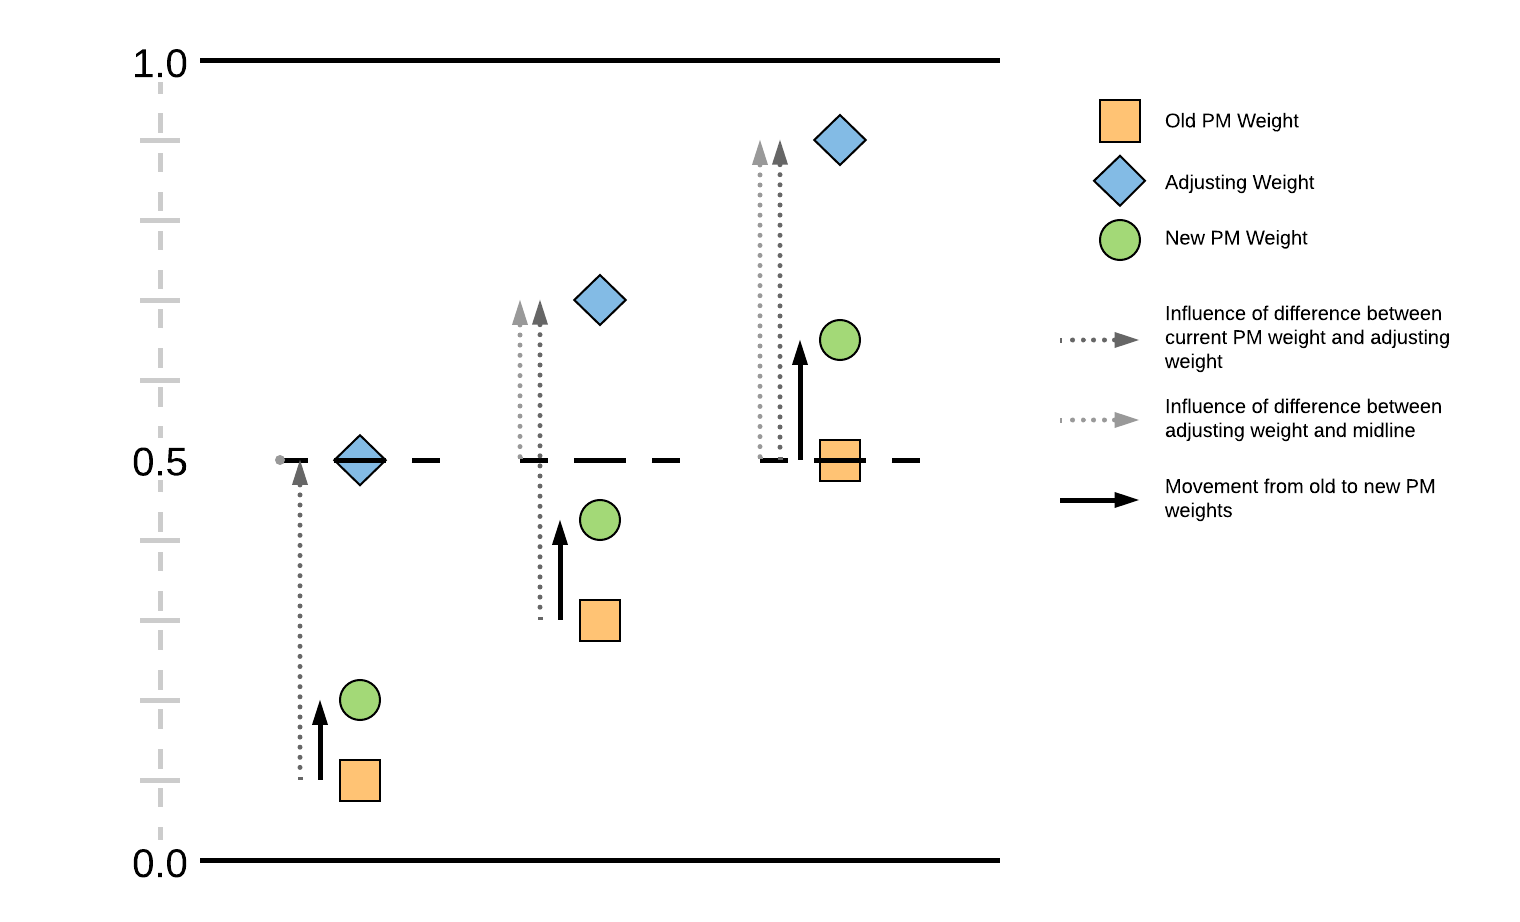 1.0
0.5
0.0
Old PM Weight
Adjusting Weight
New PM Weight
Influence of difference between
current PM weight and adjusting
weight
Influence of difference between
adjusting weight and midline
Movement from old to new PM
weights